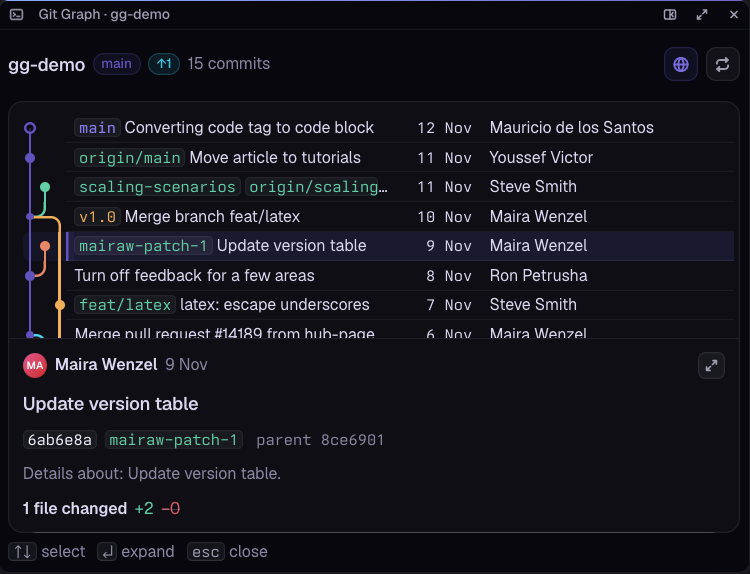 Git Graph · gg-demo
gg-demo main ↑1 15 commits
main Converting code tag to code block 12 Nov Mauricio de los Santos
origin/main Move article to tutorials 11 Nov Youssef Victor
scaling-scenarios origin/scaling… 11 Nov Steve Smith
v1.0 Merge branch feat/latex 10 Nov Maira Wenzel
mairaw-patch-1 Update version table 9 Nov Maira Wenzel
Turn off feedback for a few areas 8 Nov Ron Petrusha
feat/latex latex: escape underscores 7 Nov Steve Smith
Merge pull request #14189 from hub-page 6 Nov Maira Wenzel
MA Maira Wenzel 9 Nov
Update version table
6ab6e8a mairaw-patch-1 parent 8ce6901
Details about: Update version table.
1 file changed +2 −0
↑↓ select ↵ expand esc close